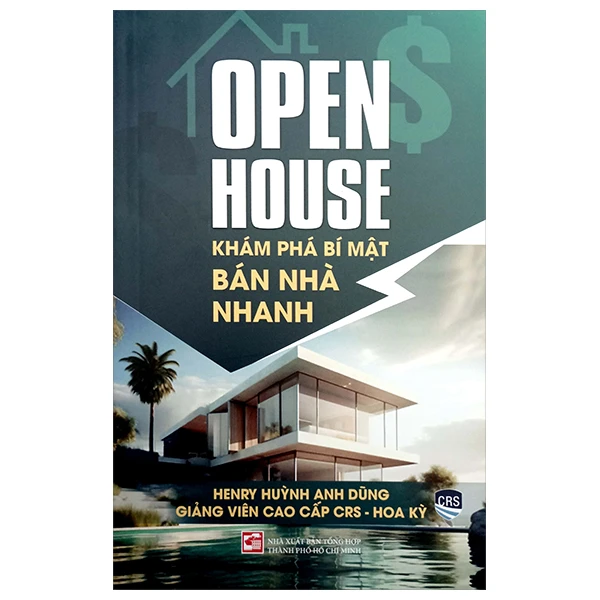 OPEN
HOUSE
KHÁM PHÁ BÍ MẬT
BÁN NHÀ
NHANH
HENRY HUỲNH ANH DŨNG
GIẢNG VIÊN CAO CẤP CRS - HOA KỲ
CRS
NHÀ XUẤT BẢN TỔNG HỢP
THÀNH PHỐ HỒ CHÍ MINH